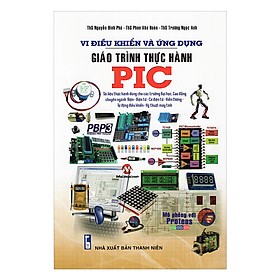 ThS Nguyễn Đình Phú - ThS Phan Văn Hoàn - ThS Trương Ngọc Anh
VI ĐIỀU KHIỂN VÀ ỨNG DỤNG
GIÁO TRÌNH THỰC HÀNH
PIC
Tài liệu thực hành dùng cho các trường Đại học, Cao đẳng
chuyên ngành: Điện - Điện tử - Cơ điện tử - Viễn thông -
Tự động điều khiển - Kỹ thuật máy tính
PBP3
MICROCHIP
Mô phỏng với
Proteus
NHÀ XUẤT BẢN THANH NIÊN